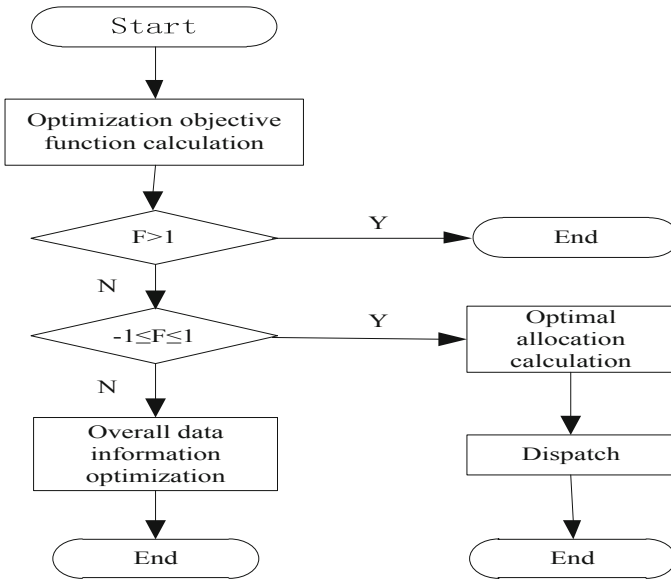 Start
Optimization objective
function calculation
F>1
Y
End
N
-1≤F≤1
Y
Optimal
allocation
calculation
N
Overall data
information
optimization
Dispatch
End
End